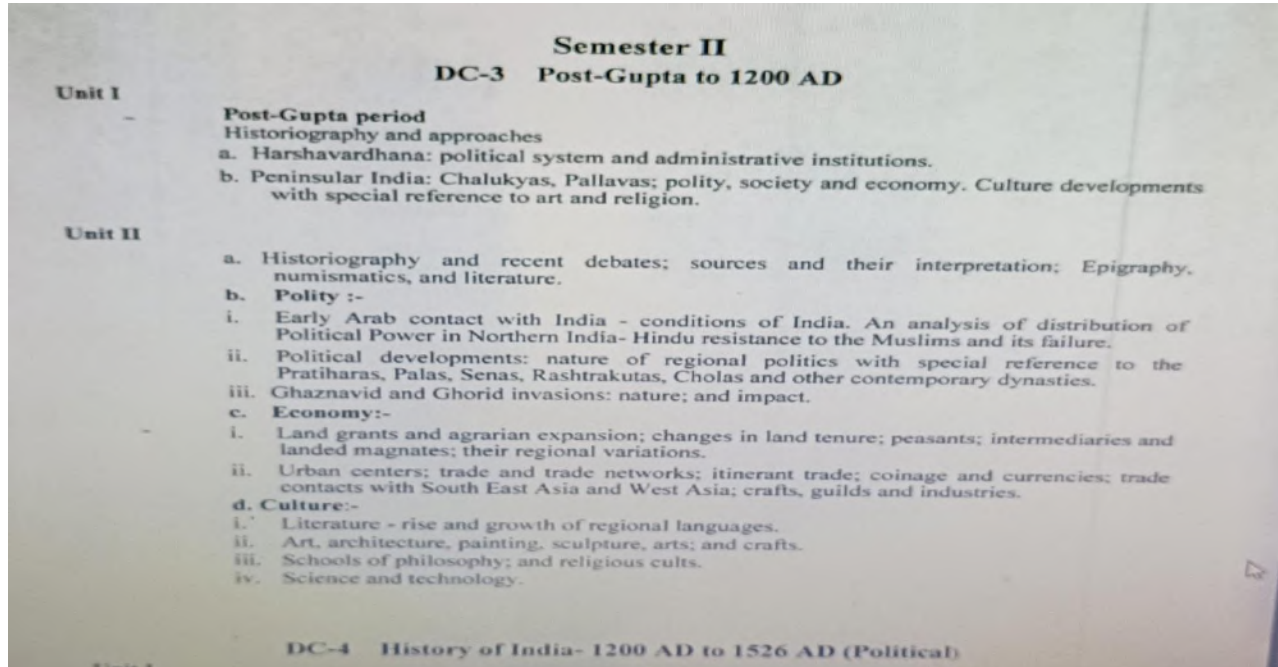 Semester II
DC-3 Post-Gupta to 1200 AD
Unit I
Post-Gupta period
Historiography and approaches
a. Harshavardhana: political system and administrative institutions.
b. Peninsular India: Chalukyas, Pallavas; polity, society and economy. Culture developments
with special reference to art and religion.
Unit II
a. Historiography and recent debates; sources and their interpretation; Epigraphy,
numismatics, and literature.
b. Polity :-
i. Early Arab contact with India - conditions of India. An analysis of distribution of
Political Power in Northern India- Hindu resistance to the Muslims and its failure.
ii. Political developments: nature of regional politics with special reference to the
Pratiharas, Palas, Senas, Rashtrakutas, Cholas and other contemporary dynasties.
iii. Ghaznavid and Ghorid invasions: nature; and impact.
c. Economy:-
i. Land grants and agrarian expansion; changes in land tenure; peasants; intermediaries and
landed magnates; their regional variations.
ii. Urban centers; trade and trade networks; itinerant trade; coinage and currencies; trade
contacts with South East Asia and West Asia; crafts, guilds and industries.
d. Culture:-
i. Literature - rise and growth of regional languages.
ii. Art, architecture, painting, sculpture, arts; and crafts.
iii. Schools of philosophy; and religious cults.
iv. Science and technology.
DC-4 History of India- 1200 AD to 1526 AD (Political)